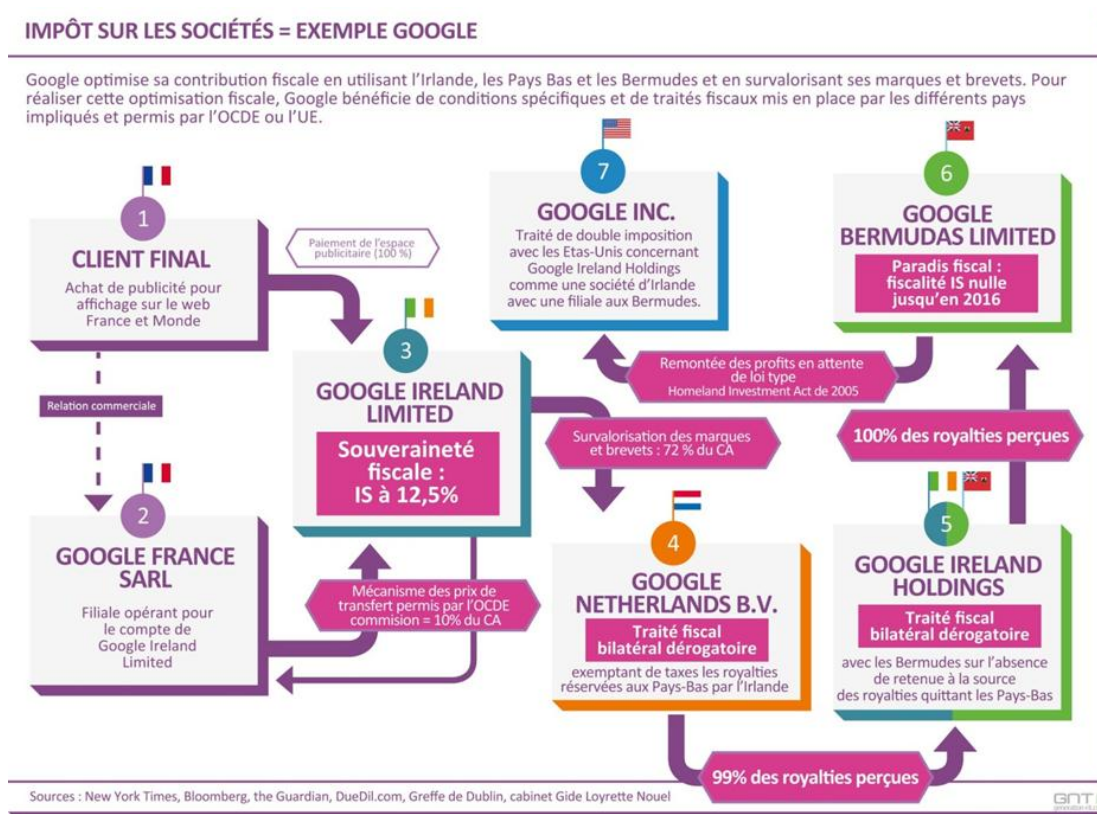 IMPÔT SUR LES SOCIÉTÉS = EXEMPLE GOOGLE
Google optimise sa contribution fiscale en utilisant l'Irlande, les Pays Bas et les Bermudes et en survalorisant ses marques et brevets. Pour
réaliser cette optimisation fiscale, Google bénéficie de conditions spécifiques et de traités fiscaux mis en place par les différents pays
impliqués et permis par l'OCDE ou l'UE.
1
CLIENT FINAL
Achat de publicité pour
affichage sur le web
France et Monde
Paiement de l'espace
publicitaire (100 %)
Relation commerciale
2
GOOGLE FRANCE
SARL
Filiale opérant pour
le compte de
Google Ireland
Limited
3
GOOGLE IRELAND
LIMITED
Souveraineté
fiscale :
IS à 12,5%
Mécanisme des prix de
transfert permis par l'OCDE
commision = 10% du CA
Survalorisation des marques
et brevets : 72 % du CA
4
GOOGLE
NETHERLANDS B.V.
Traité fiscal
bilatéral dérogatoire
exemptant de taxes les royalties
réservées aux Pays-Bas par l'Irlande
99% des royalties perçues
5
GOOGLE IRELAND
HOLDINGS
Traité fiscal
bilatéral dérogatoire
avec les Bermudes sur l'absence
de retenue à la source
des royalties quittant les Pays-Bas
100% des royalties perçues
6
GOOGLE
BERMUDAS LIMITED
Paradis fiscal :
fiscalité IS nulle
jusqu'en 2016
Remontée des profits en attente
de loi type
Homeland Investment Act de 2005
7
GOOGLE INC.
Traité de double imposition
avec les Etas-Unis concernant
Google Ireland Holdings
comme une société d'Irlande
avec une filiale aux Bermudes.
Sources : New York Times, Bloomberg, the Guardian, DueDil.com, Greffe de Dublin, cabinet Gide Loyrette Nouel
GNT